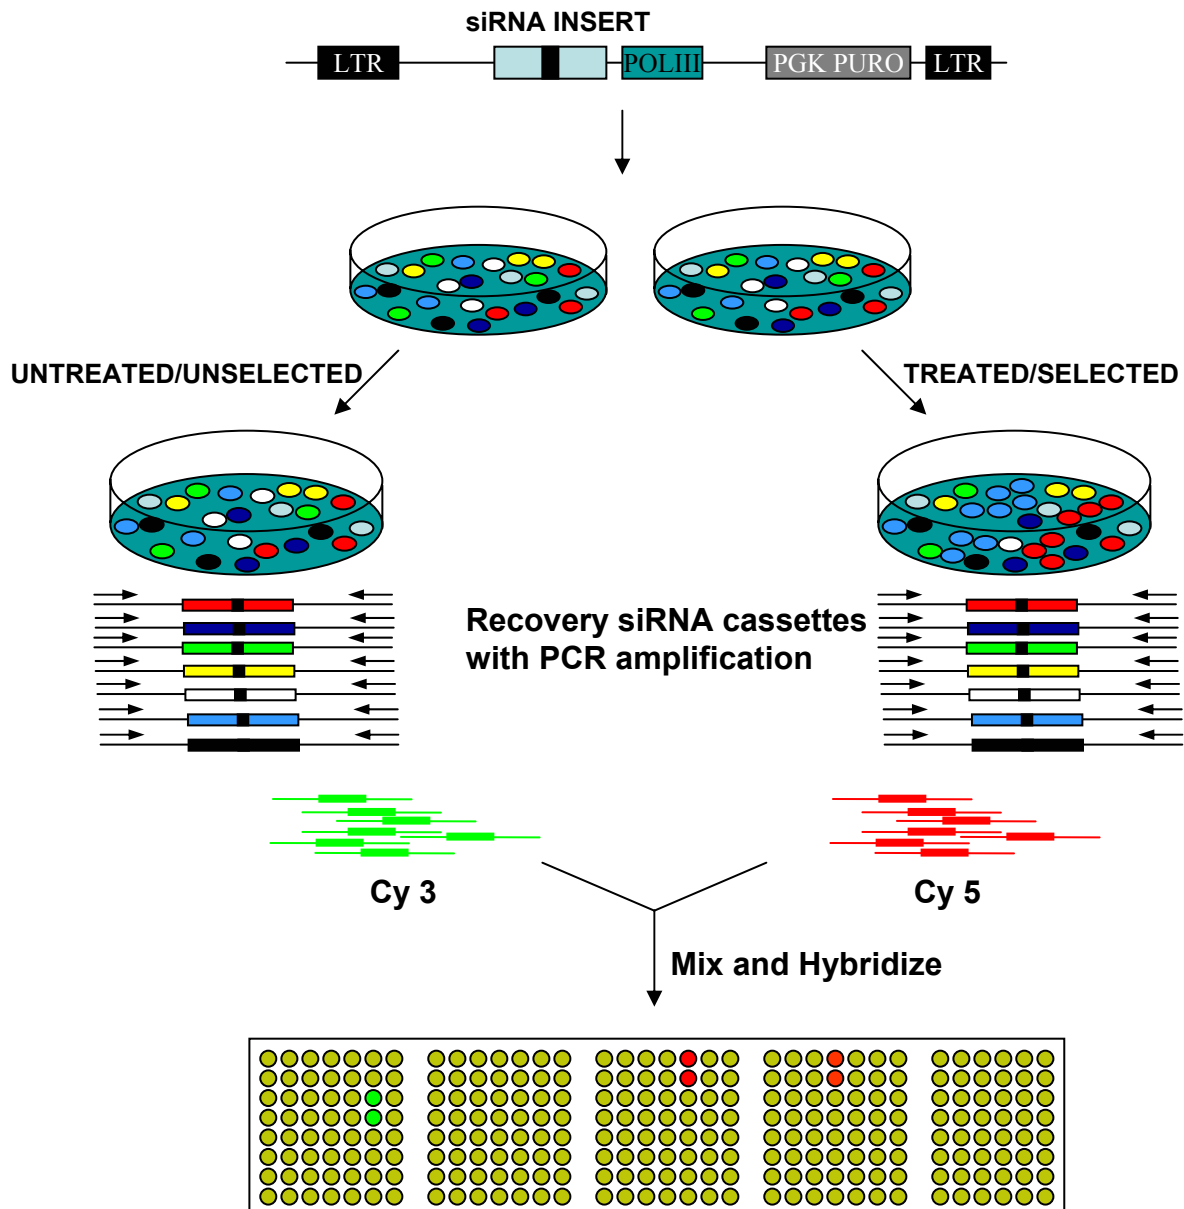 siRNA INSERT
LTR
POLIII
PGK PURO
LTR
UNTREATED/UNSELECTED
TREATED/SELECTED
Recovery siRNA cassettes
with PCR amplification
Cy 3
Cy 5
Mix and Hybridize